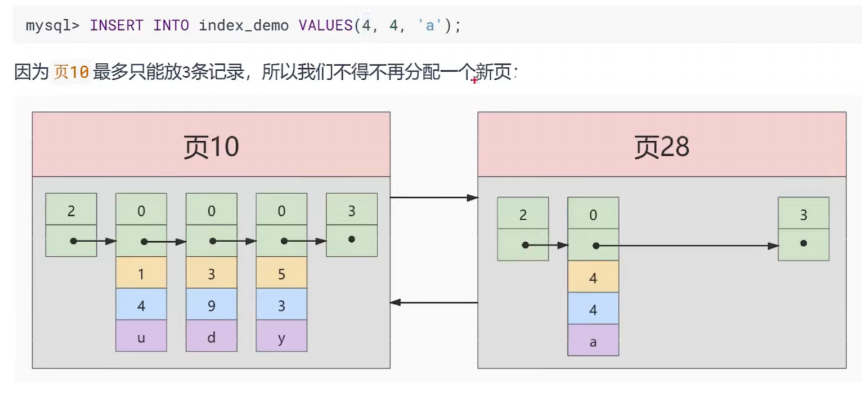 mysql> INSERT INTO index_demo VALUES(4, 4, 'a');
因为 页10 最多只能放3条记录，所以我们不得不再分配一个新页：
页10
页28
2 0 0 0 3
1 3 5
4 9 3
u d y
2 0 3
4
4
a